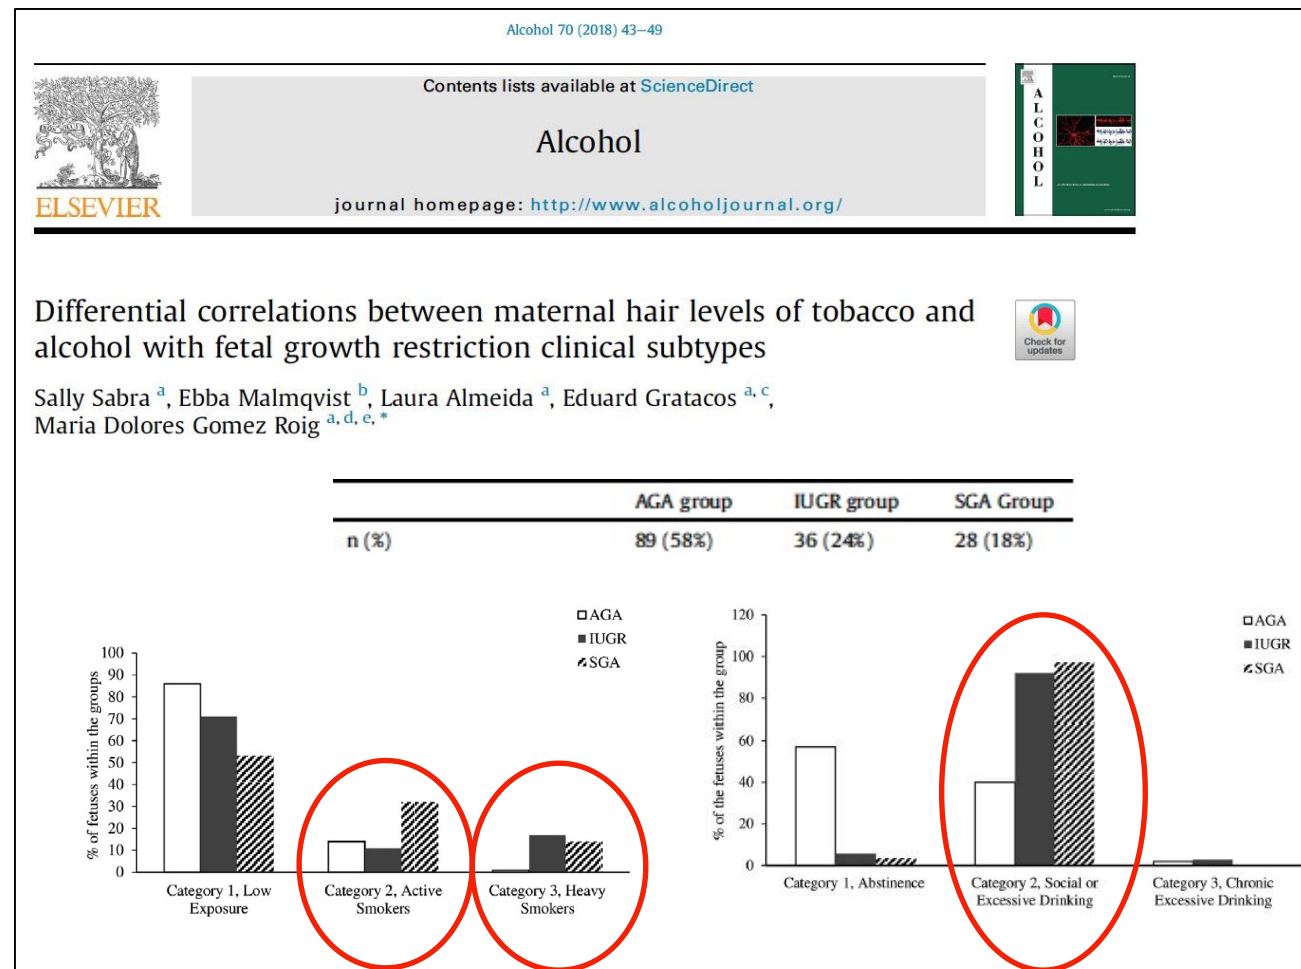 Alcohol 70 (2018) 43–49
Contents lists available at ScienceDirect
Alcohol
journal homepage: http://www.alcoholjournal.org/
ELSEVIER
ALCOHOL
Differential correlations between maternal hair levels of tobacco and
alcohol with fetal growth restriction clinical subtypes
Check for
updates
Sally Sabra a, Ebba Malmqvist b, Laura Almeida a, Eduard Gratacos a, c,
Maria Dolores Gomez Roig a, d, e, *
AGA group IUGR group SGA Group
n (%) 89 (58%) 36 (24%) 28 (18%)
AGA
IUGR
SGA
% of fetuses within the groups
100
90
80
70
60
50
40
30
20
10
0
Category 1, Low
Exposure
Category 2, Active
Smokers
Category 3, Heavy
Smokers
AGA
IUGR
SGA
% of the fetuses within the group
120
100
80
60
40
20
0
Category 1, Abstinence
Category 2, Social or
Excessive Drinking
Category 3, Chronic
Excessive Drinking